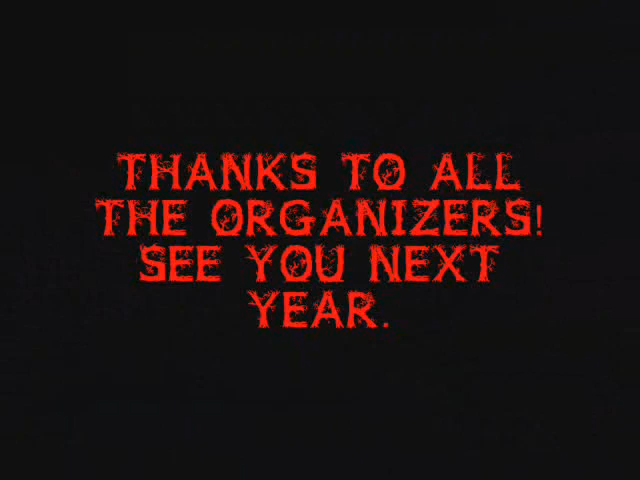 THANKS TO ALL
THE ORGANIZERS!
SEE YOU NEXT
YEAR.